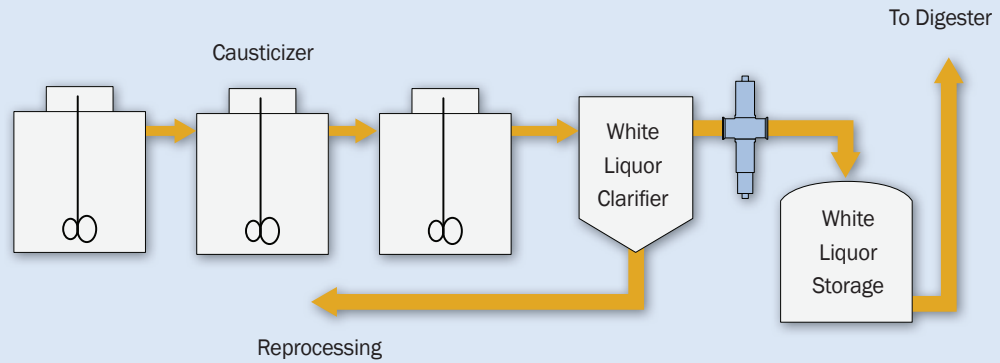 To Digester
Causticizer
White
Liquor
Clarifier
White
Liquor
Storage
Reprocessing